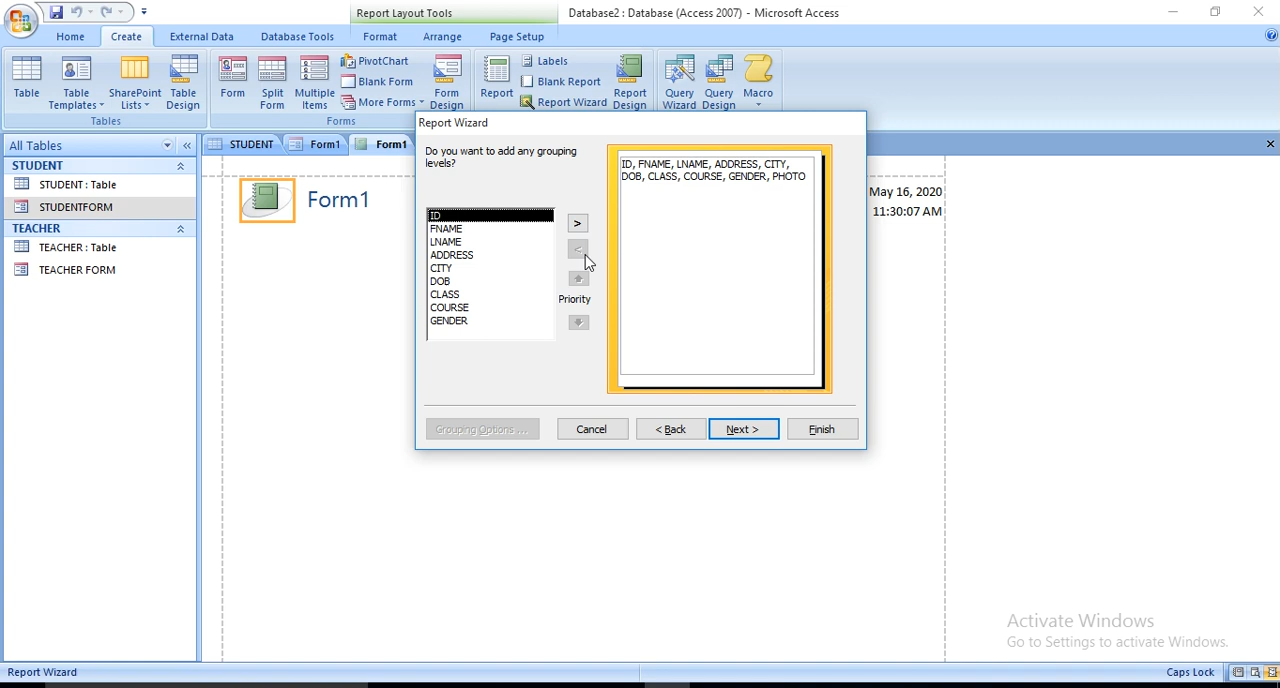 Report Layout Tools
Database2 : Database (Access 2007) - Microsoft Access
Home Create External Data Database Tools Format Arrange Page Setup
Table
Table Templates
SharePoint Lists
Table Design
Tables
Form
Split Form
Multiple Items
PivotChart
Blank Form
More Forms
Form Design
Forms
Report
Labels
Blank Report
Report Wizard
Report Design
Query Wizard
Query Design
Macro
All Tables
STUDENT
STUDENT : Table
STUDENTFORM
TEACHER
TEACHER : Table
TEACHER FORM
STUDENT Form1 Form1
Form1
May 16, 2020
11:30:07 AM
Report Wizard
Do you want to add any grouping
levels?
ID
FNAME
LNAME
ADDRESS
CITY
DOB
CLASS
COURSE
GENDER
>
<
Priority
ID, FNAME, LNAME, ADDRESS, CITY,
DOB, CLASS, COURSE, GENDER, PHOTO
Grouping Options ... Cancel < Back Next > Finish
Activate Windows
Go to Settings to activate Windows.
Report Wizard
Caps Lock